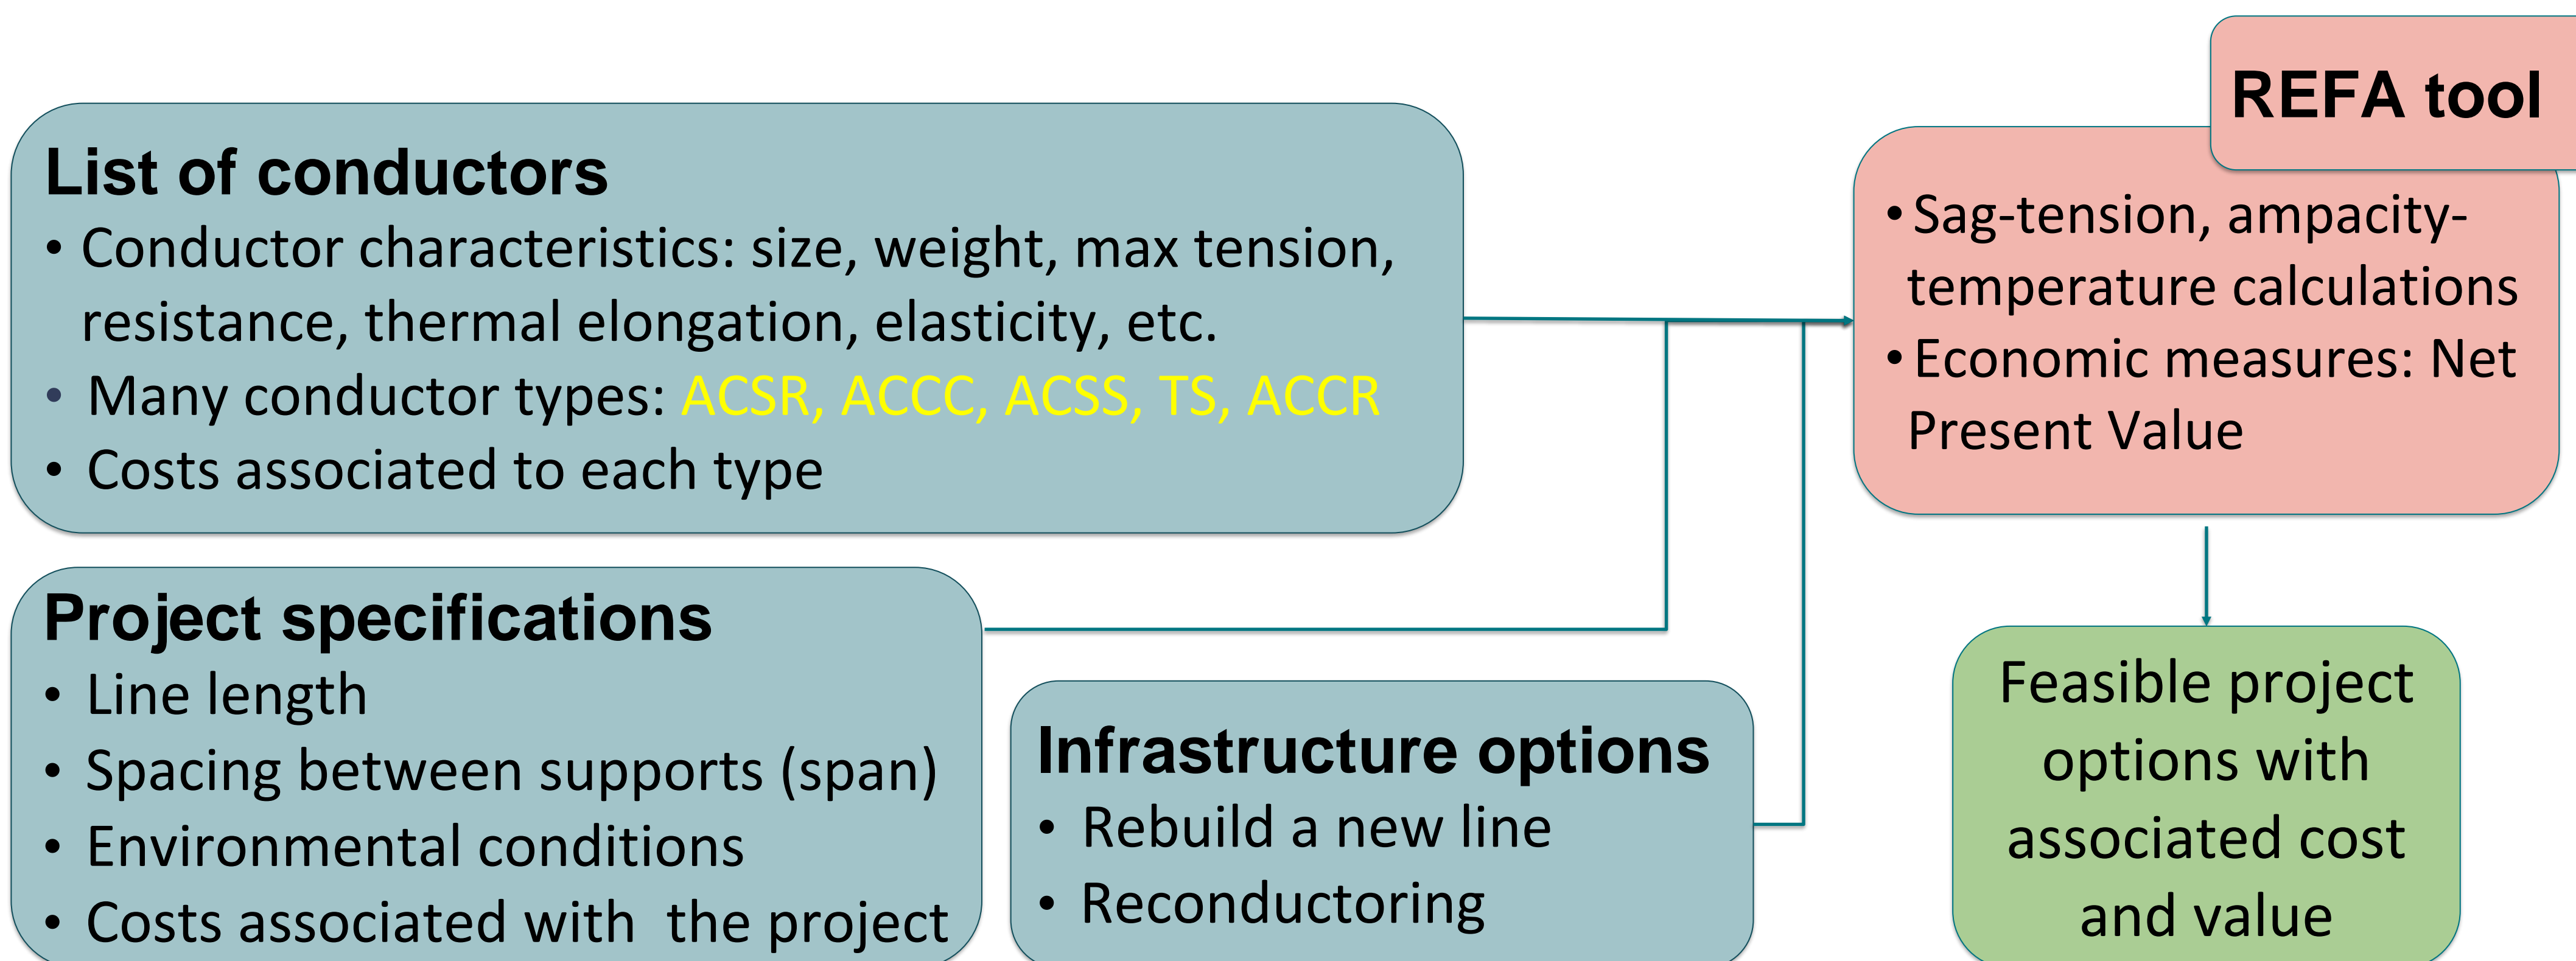 List of conductors
• Conductor characteristics: size, weight, max tension,
resistance, thermal elongation, elasticity, etc.
• Many conductor types: ACSR, ACCC, ACSS, TS, ACCR
• Costs associated to each type
Project specifications
• Line length
• Spacing between supports (span)
• Environmental conditions
• Costs associated with the project
Infrastructure options
• Rebuild a new line
• Reconductoring
REFA tool
• Sag-tension, ampacity-
temperature calculations
• Economic measures: Net
Present Value
Feasible project
options with
associated cost
and value